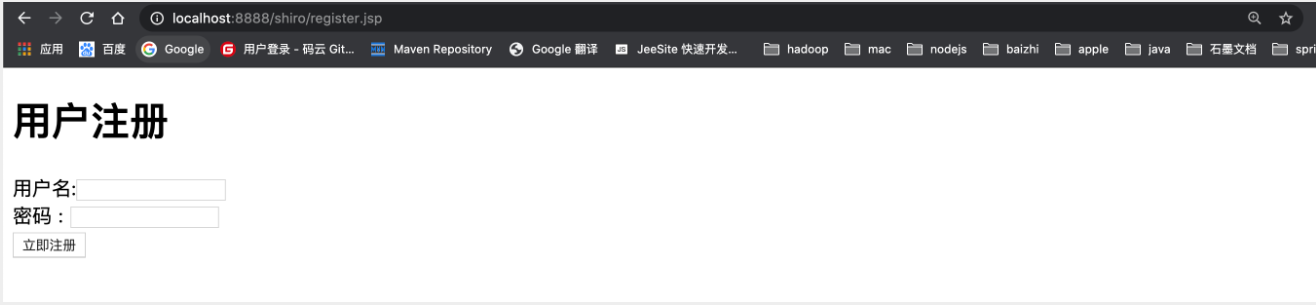 localhost:8888/shiro/register.jsp
应用 百度 Google 用户登录 - 码云 Git... Maven Repository Google 翻译 JeeSite 快速开发... hadoop mac nodejs baizhi apple java 石墨文档 spri
用户注册
用户名:
密码 :
立即注册